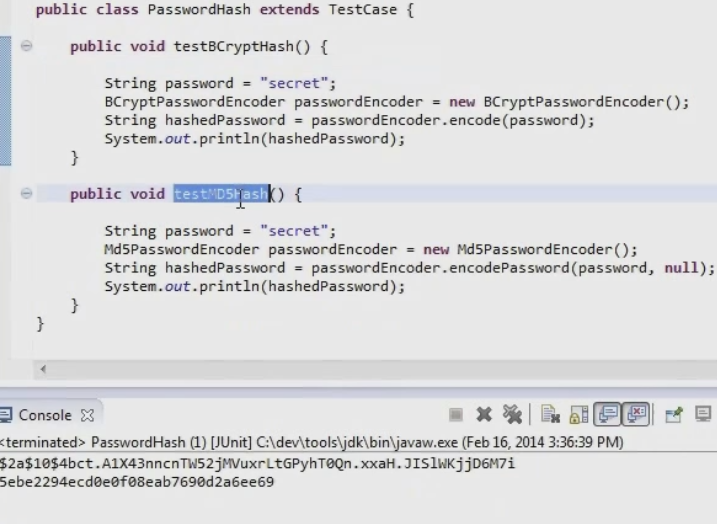 public class PasswordHash extends TestCase {
public void testBCryptHash() {
String password = "secret";
BCryptPasswordEncoder passwordEncoder = new BCryptPasswordEncoder();
String hashedPassword = passwordEncoder.encode(password);
System.out.println(hashedPassword);
}
public void testMD5Hash() {
String password = "secret";
Md5PasswordEncoder passwordEncoder = new Md5PasswordEncoder();
String hashedPassword = passwordEncoder.encodePassword(password, null);
System.out.println(hashedPassword);
}
}
Console
<terminated> PasswordHash (1) [JUnit] C:\dev\tools\jdk\bin\javaw.exe (Feb 16, 2014 3:36:39 PM)
$2a$10$4bct.A1X43nncnTW52jMVuxrLtGPyhT0Qn.xxaH.JISlWKjjD6M7i
5ebe2294ecd0e0f08eab7690d2a6ee69